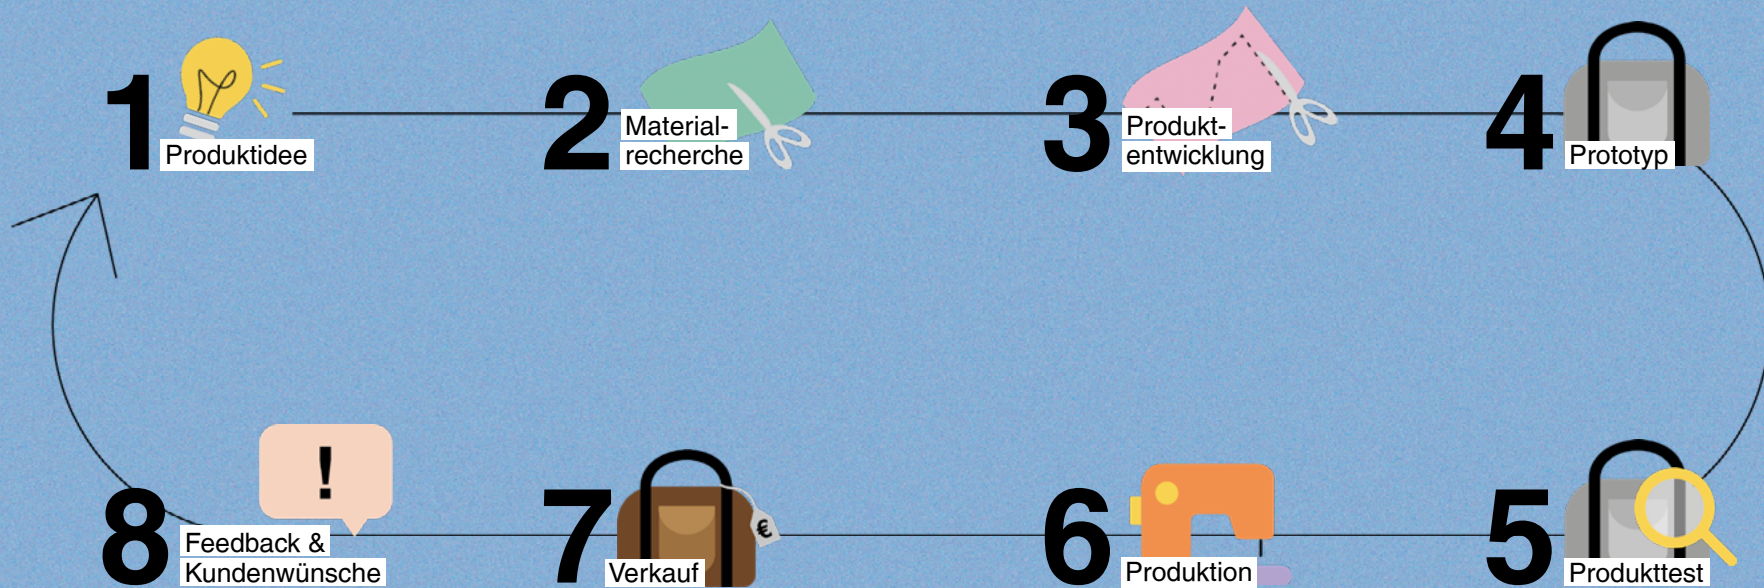 1
Produktidee
2
Material-
recherche
3
Produkt-
entwicklung
4
Prototyp
5
Produkttest
6
Produktion
7
Verkauf
€
8
!
Feedback &
Kundenwünsche